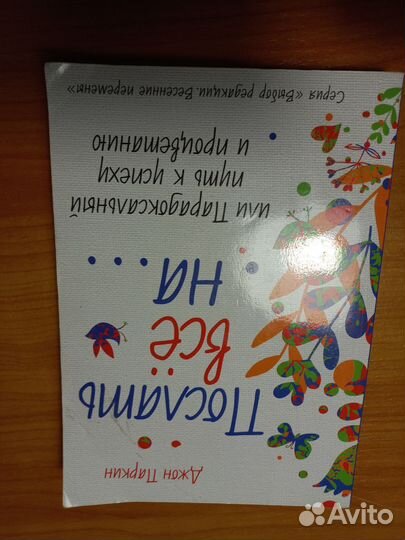 Джон Паркин
Послать
всё
на...
или Парадоксальный
путь к успеху
и процветанию
Серия «Выбор редакции. Весенние перемены»
Avito